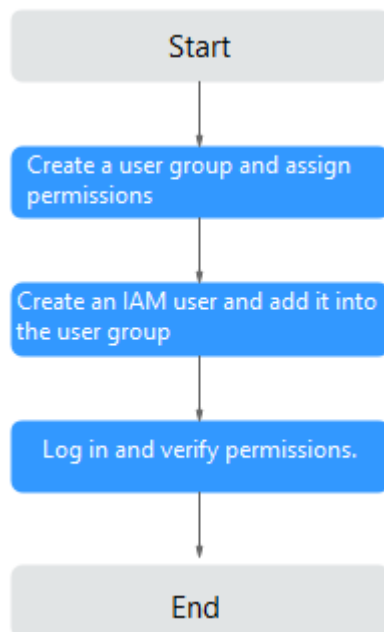 Start
Create a user group and assign
permissions
Create an IAM user and add it into
the user group
Log in and verify permissions.
End